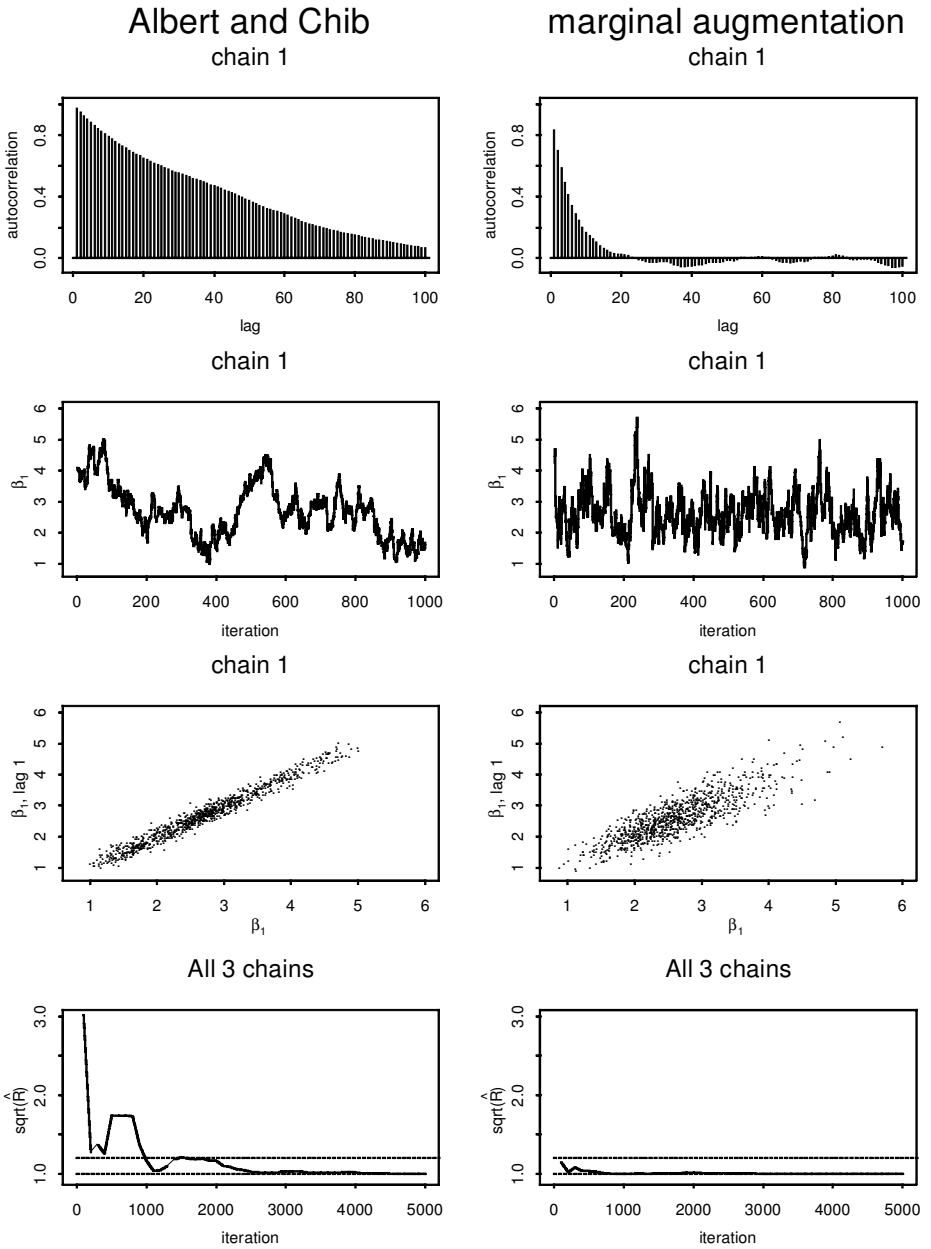 Albert and Chib
marginal augmentation
chain 1
chain 1
autocorrelation
0.0 0.4 0.8
0 20 40 60 80 100
lag
autocorrelation
0.0 0.4 0.8
0 20 40 60 80 100
lag
chain 1
chain 1
β1
1 2 3 4 5 6
0 200 400 600 800 1000
iteration
β1
1 2 3 4 5 6
0 200 400 600 800 1000
iteration
chain 1
chain 1
β1, lag 1
1 2 3 4 5 6
1 2 3 4 5 6
β1
β1, lag 1
1 2 3 4 5 6
1 2 3 4 5 6
β1
All 3 chains
All 3 chains
sqrt(R̂)
1.0 2.0 3.0
0 1000 2000 3000 4000 5000
iteration
sqrt(R̂)
1.0 2.0 3.0
0 1000 2000 3000 4000 5000
iteration